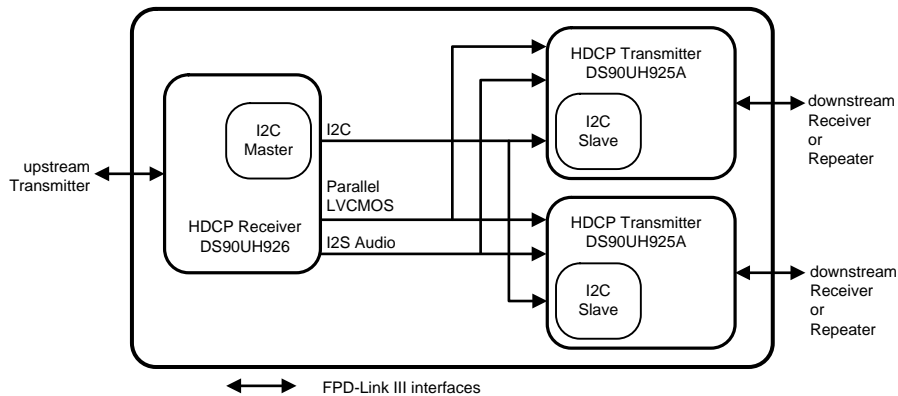 upstream
Transmitter
I2C
Master
HDCP Receiver
DS90UH926
I2C
Parallel
LVCMOS
I2S Audio
HDCP Transmitter
DS90UH925A
I2C
Slave
downstream
Receiver
or
Repeater
HDCP Transmitter
DS90UH925A
I2C
Slave
downstream
Receiver
or
Repeater
FPD-Link III interfaces